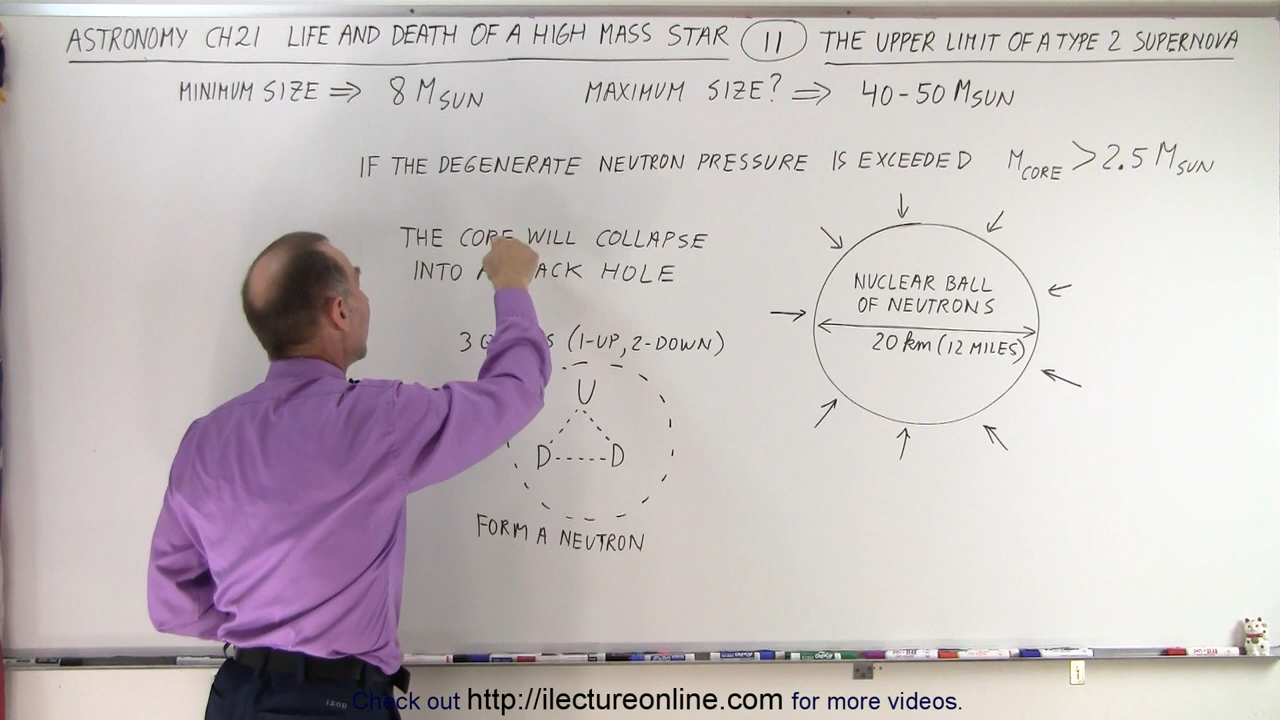 ASTRONOMY CH21 LIFE AND DEATH OF A HIGH MASS STAR 11 THE UPPER LIMIT OF A TYPE 2 SUPERNOVA
MINIMUM SIZE ⇒ 8 MSUN MAXIMUM SIZE? ⇒ 40-50 MSUN
IF THE DEGENERATE NEUTRON PRESSURE IS EXCEEDED MCORE > 2.5 MSUN
THE CORE WILL COLLAPSE
INTO HOLE
3 (1-UP, 2-DOWN)
U
D D
FORM A NEUTRON
NUCLEAR BALL
OF NEUTRONS
20 km (12 MILES)
Check out http://ilectureonline.com for more videos.